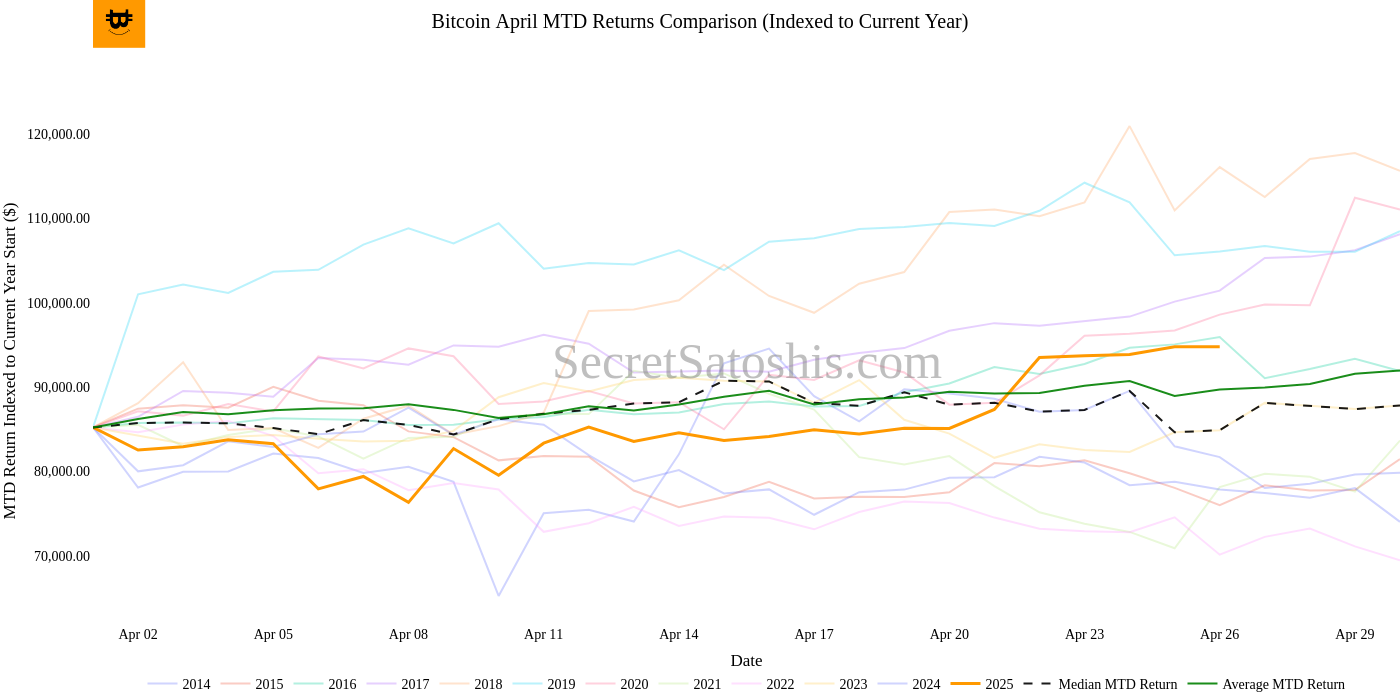 Bitcoin April MTD Returns Comparison (Indexed to Current Year)
MTD Return Indexed to Current Year Start ($)
120,000.00
110,000.00
100,000.00
90,000.00
80,000.00
70,000.00
SecretSatoshis.com
Apr 02 Apr 05 Apr 08 Apr 11 Apr 14 Apr 17 Apr 20 Apr 23 Apr 26 Apr 29
Date
2014 2015 2016 2017 2018 2019 2020 2021 2022 2023 2024 2025 Median MTD Return Average MTD Return